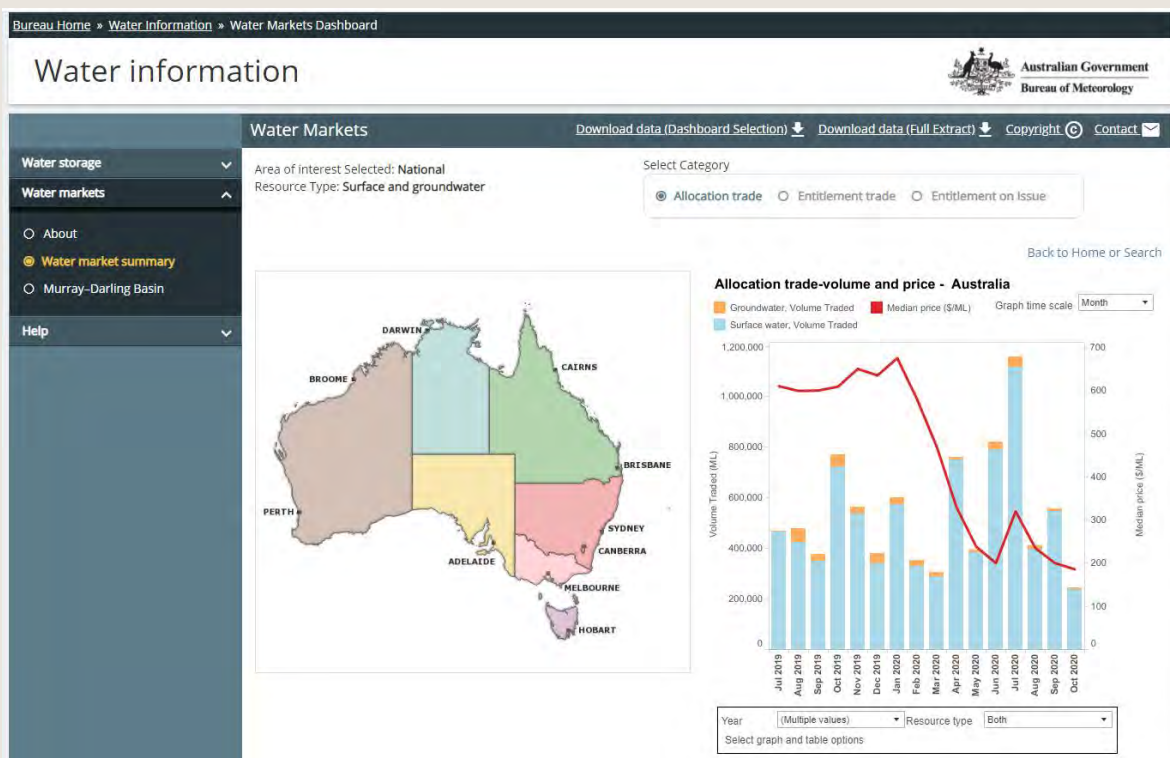 Bureau Home » Water Information » Water Markets Dashboard
Water information
Australian Government
Bureau of Meteorology
Water Markets
Download data (Dashboard Selection)
Download data (Full Extract)
Copyright
Contact
Water storage
Water markets
About
Water market summary
Murray–Darling Basin
Help
Area of interest Selected: National
Resource Type: Surface and groundwater
Select Category
Allocation trade
Entitlement trade
Entitlement on issue
Back to Home or Search
DARWIN
BROOME
CAIRNS
BRISBANE
PERTH
SYDNEY
CANBERRA
ADELAIDE
MELBOURNE
HOBART
Allocation trade-volume and price - Australia
Groundwater, Volume Traded
Median price ($/ML)
Graph time scale
Month
Surface water, Volume Traded
1,200,000
1,000,000
800,000
600,000
400,000
200,000
0
Volume Traded (ML)
700
600
500
400
300
200
100
0
Median price ($/ML)
Jul 2019
Aug 2019
Sep 2019
Oct 2019
Nov 2019
Dec 2019
Jan 2020
Feb 2020
Mar 2020
Apr 2020
May 2020
Jun 2020
Jul 2020
Aug 2020
Sep 2020
Oct 2020
Year
(Multiple values)
Resource type
Both
Select graph and table options